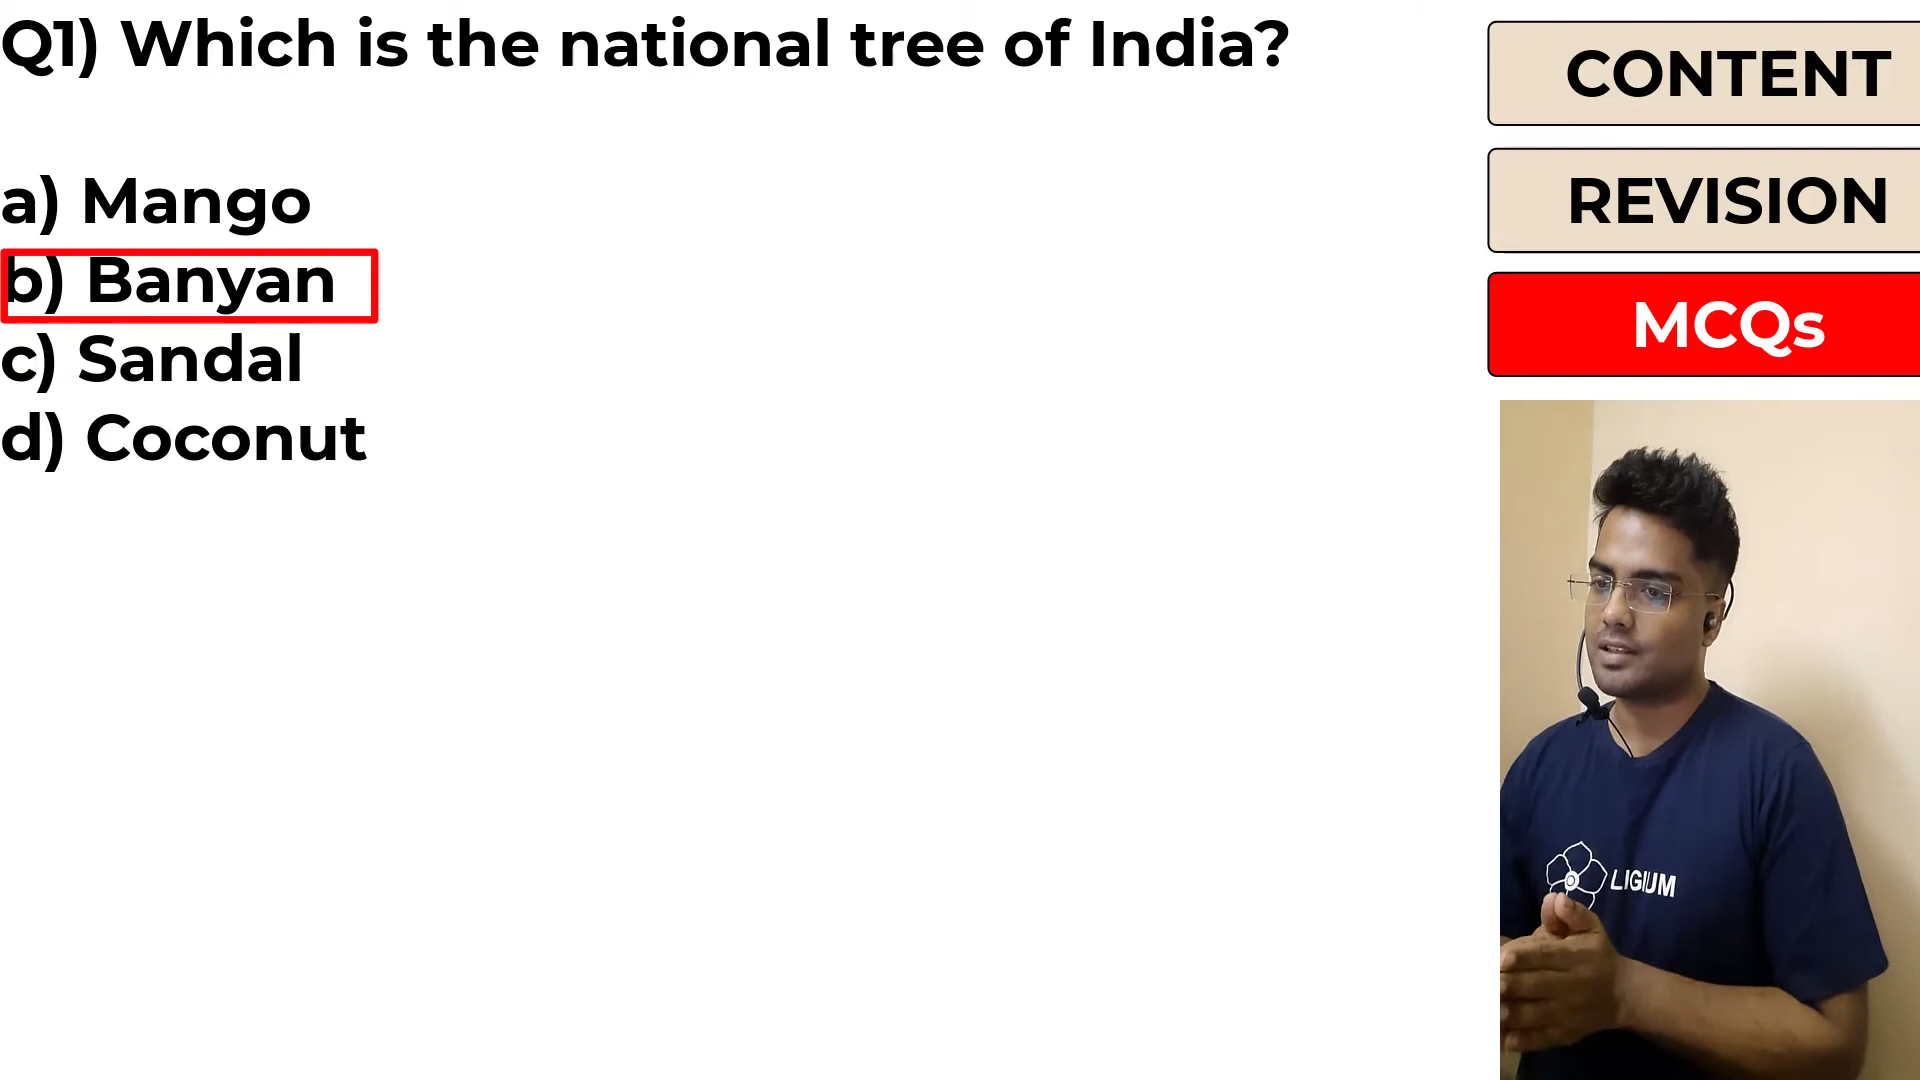 Q1) Which is the national tree of India?
a) Mango
b) Banyan
c) Sandal
d) Coconut
CONTENT
REVISION
MCQs
LIGIUM